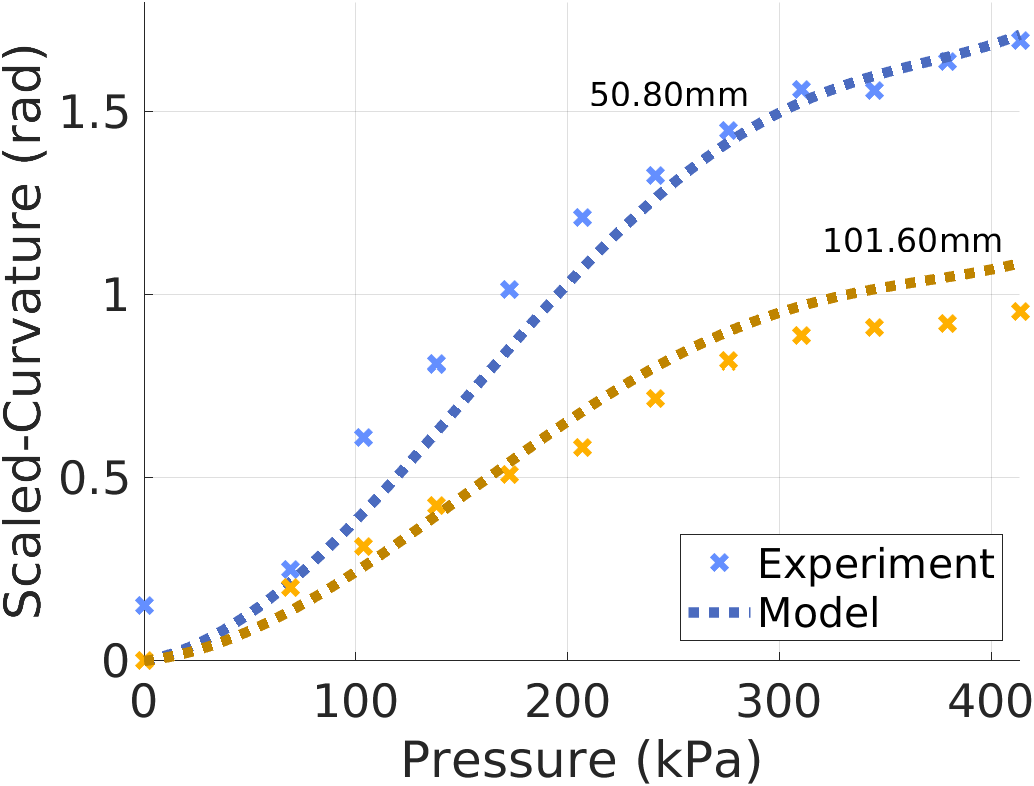 Scaled-Curvature (rad)
1.5
1
0.5
0
50.80mm
101.60mm
Experiment
Model
0
100
200
300
400
Pressure (kPa)